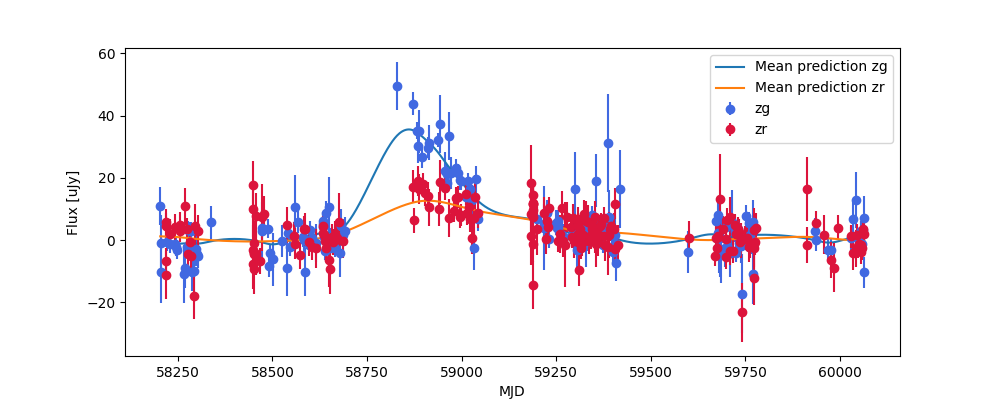 60
40
20
0
−20
Flux [uJy]
58250 58500 58750 59000 59250 59500 59750 60000
MJD
Mean prediction zg
Mean prediction zr
zg
zr